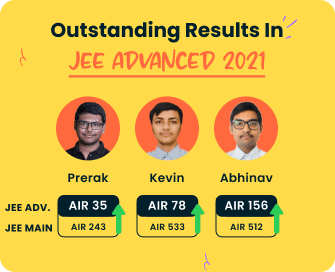 Outstanding Results In
JEE ADVANCED 2021
Prerak Kevin Abhinav
JEE ADV. AIR 35 AIR 78 AIR 156
JEE MAIN AIR 243 AIR 533 AIR 512